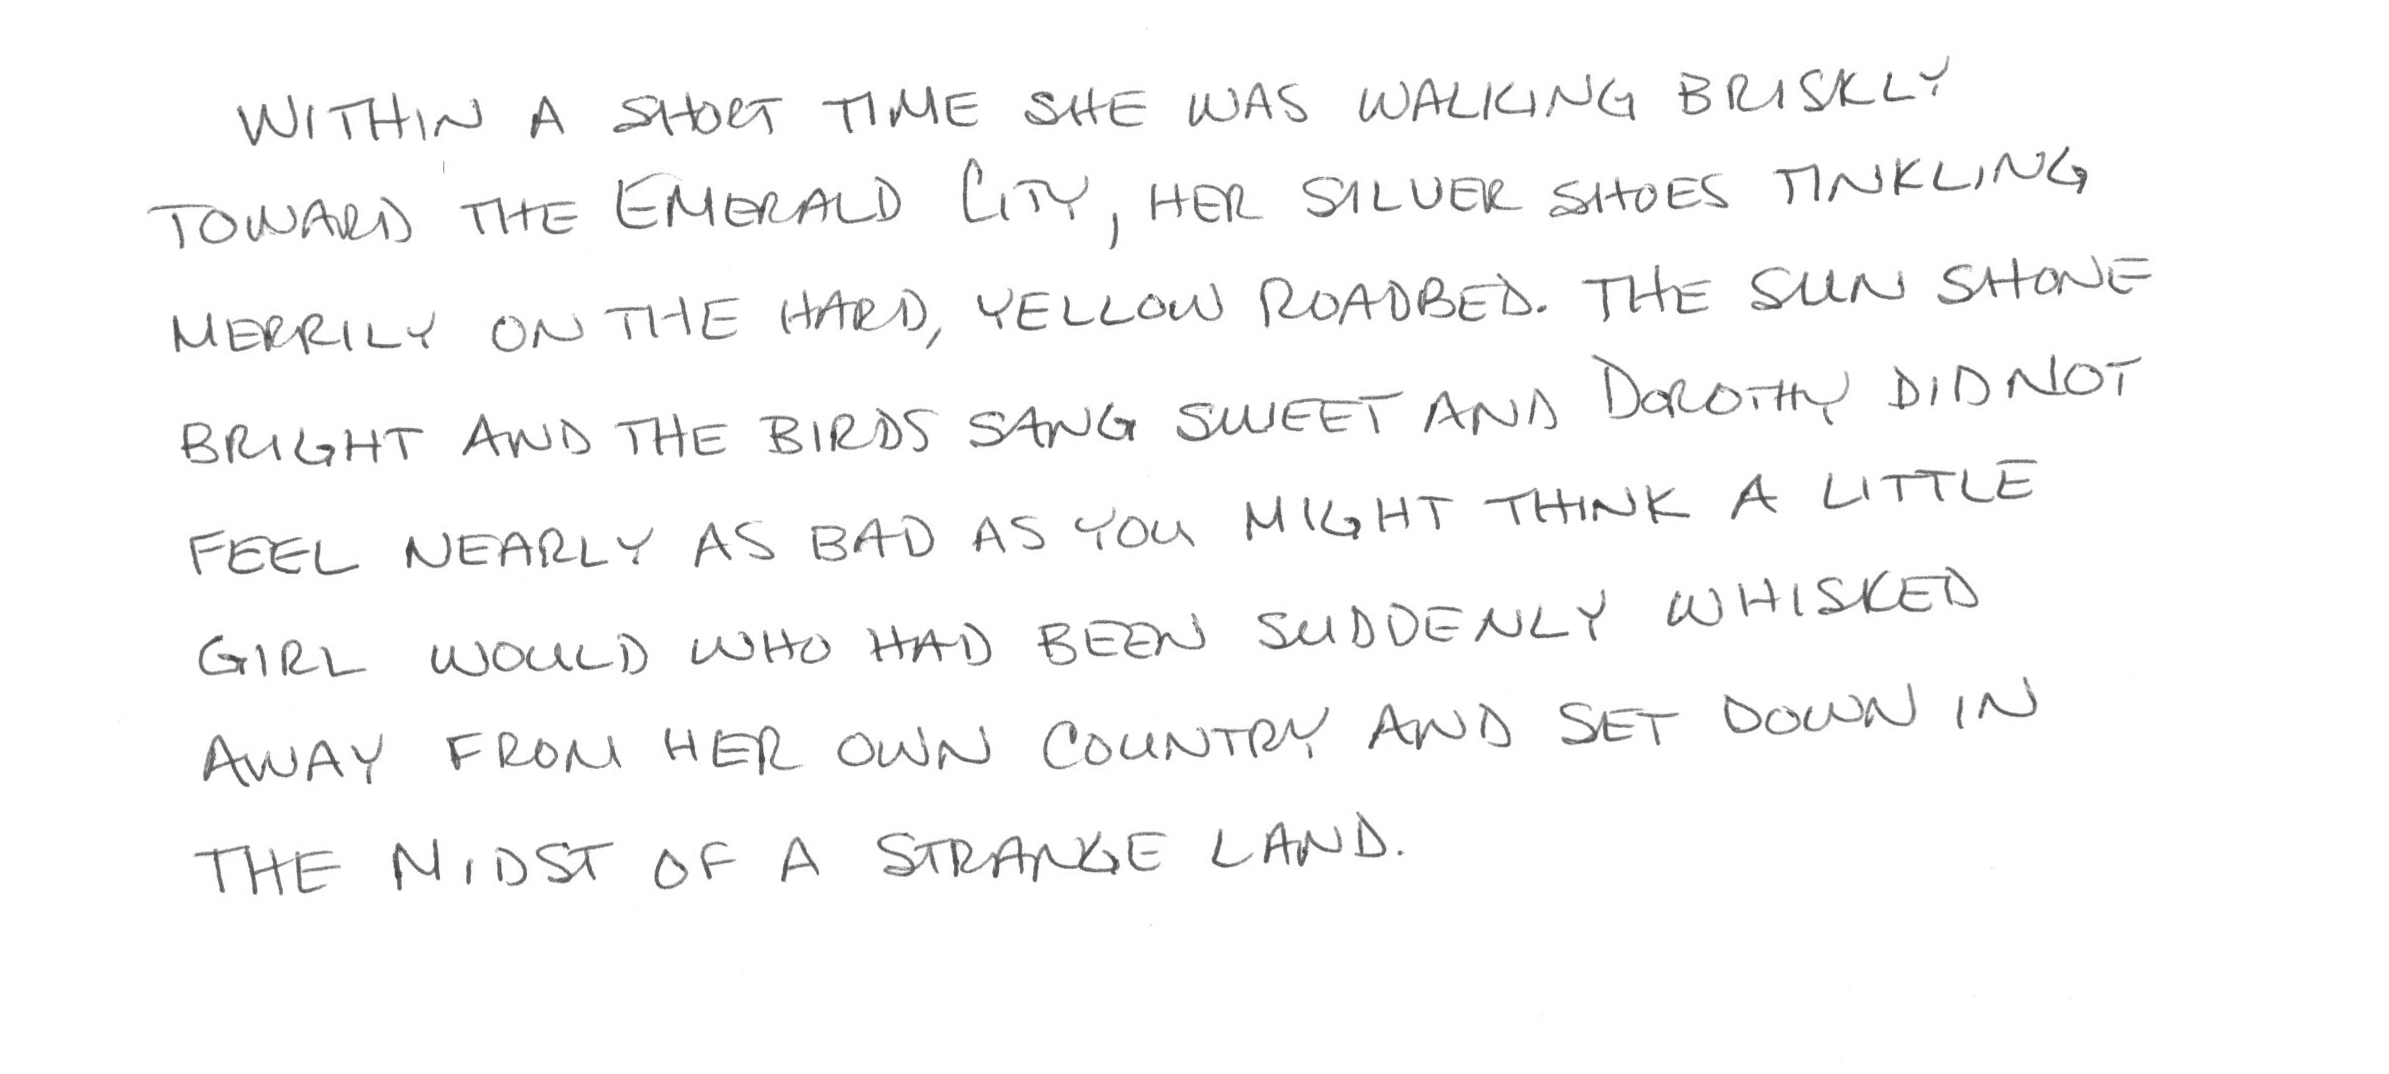 WITHIN A SHORT TIME SHE WAS WALKING BRISKLY
TOWARD THE EMERALD CITY, HER SILVER SHOES TINKLING
MERRILY ON THE HARD, YELLOW ROADBED. THE SUN SHONE
BRIGHT AND THE BIRDS SANG SWEET AND DOROTHY DID NOT
FEEL NEARLY AS BAD AS YOU MIGHT THINK A LITTLE
GIRL WOULD WHO HAD BEEN SUDDENLY WHISKED
AWAY FROM HER OWN COUNTRY AND SET DOWN IN
THE MIDST OF A STRANGE LAND.